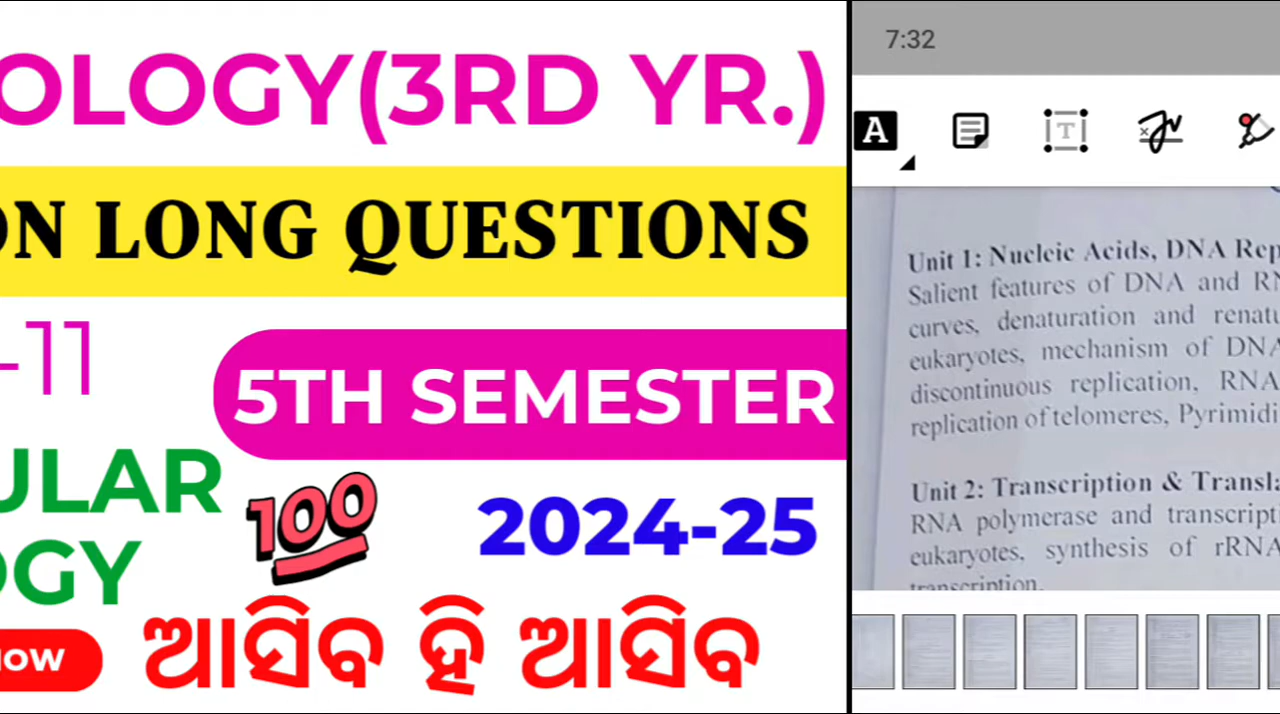 OLOGY(3RD YR.)
ON LONG QUESTIONS
-11
5TH SEMESTER
ULAR
100
2024-25
OGY
NOW
ଆସିବ ହି ଆସିବ
7:32
A
T
Unit 1: Nucleic Acids, DNA Rep
Salient features of DNA and RN
curves, denaturation and renatu
eukaryotes, mechanism of DNA
discontinuous replication, RNA
replication of telomeres, Pyrimidi
Unit 2: Transcription & Transla
RNA polymerase and transcripti
eukaryotes, synthesis of rRNA
transcription,